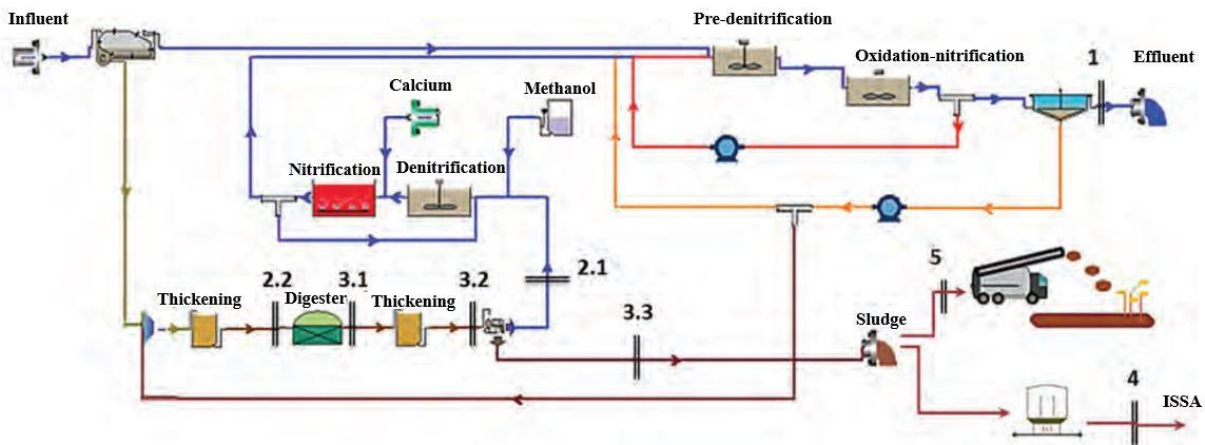 Influent
Pre-denitrification
Oxidation-nitrification
1
Effluent
Calcium
Methanol
Nitrification
Denitrification
2.1
2.2
3.1
3.2
Thickening
Digester
Thickening
3.3
5
Sludge
4
ISSA